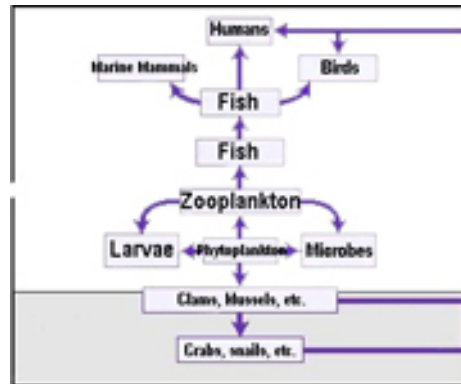 Humans
Marine Mammals
Birds
Fish
Fish
Zooplankton
Larvae
Phytoplankton
Microbes
Clams, Mussels, etc.
Crabs, snails, etc.